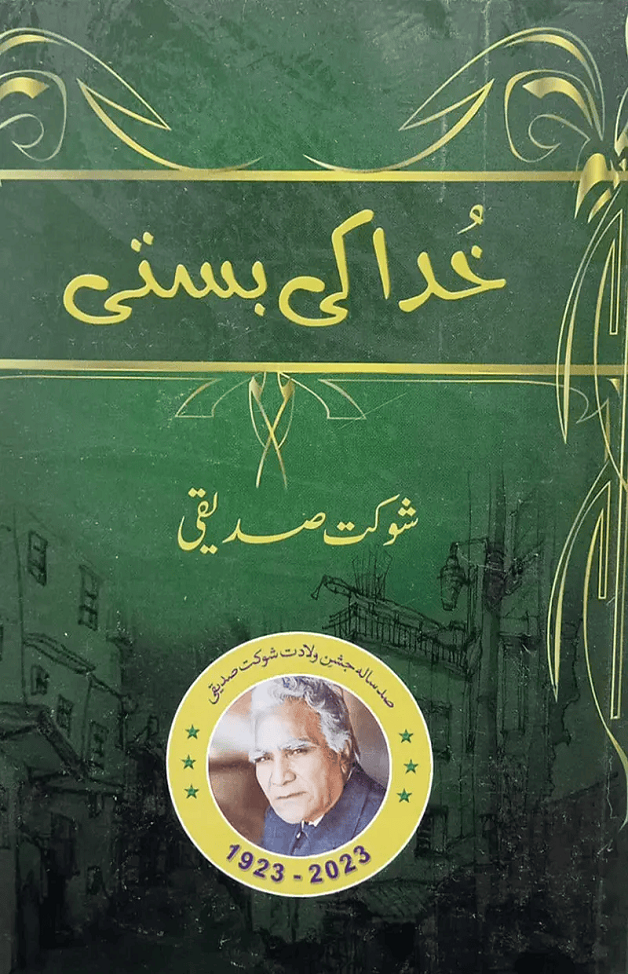 خُدا کی بستی
شوکت صدیقی
صد سالہ جشنِ ولادت شوکت صدیقی
1923 - 2023